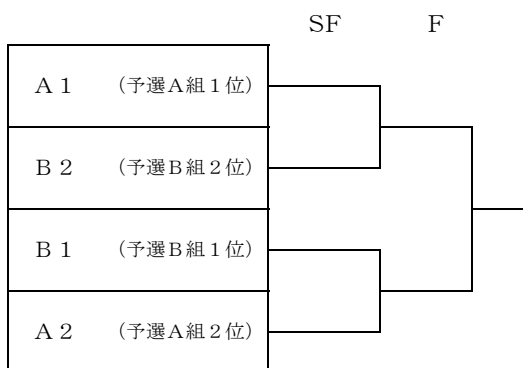 SF F
Ａ１ （予選Ａ組１位）
Ｂ２ （予選Ｂ組２位）
Ｂ１ （予選Ｂ組１位）
Ａ２ （予選Ａ組２位）